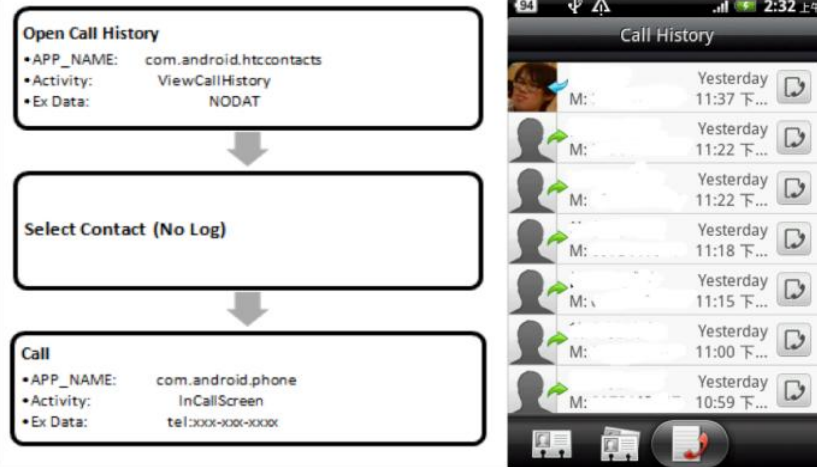 Open Call History
•APP_NAME: com.android.htccontacts
•Activity: ViewCallHistory
•Ex Data: NODAT
Select Contact (No Log)
Call
•APP_NAME: com.android.phone
•Activity: InCallScreen
•Ex Data: tel:xxx-xxx-xxxx
94 2:32 上午
Call History
Yesterday
M: 11:37 下...
Yesterday
M: 11:22 下...
Yesterday
M: 11:22 下...
Yesterday
M: 11:18 下...
Yesterday
M: 11:15 下...
Yesterday
M: 11:00 下...
Yesterday
M: 10:59 下...